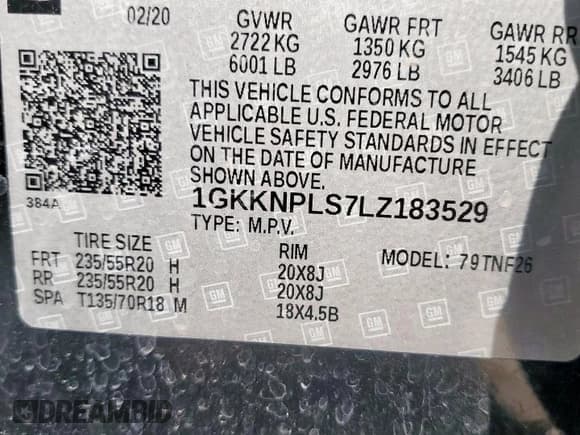 02/20 GVWR GAWR FRT GAWR RR
2722 KG 1350 KG 1545 KG
6001 LB 2976 LB 3406 LB
THIS VEHICLE CONFORMS TO ALL
APPLICABLE U.S. FEDERAL MOTOR
VEHICLE SAFETY STANDARDS IN EFFECT
ON THE DATE OF MANUFACTURE
SHOWN ABOVE.
384A 1GKKNPLS7LZ183529
TYPE: M.P.V.
TIRE SIZE RIM MODEL: 79TNF26
FRT 235/55R20 H 20X8J
RR 235/55R20 H 20X8J
SPA T135/70R18 M 18X4.5B
GM
DREAMBID